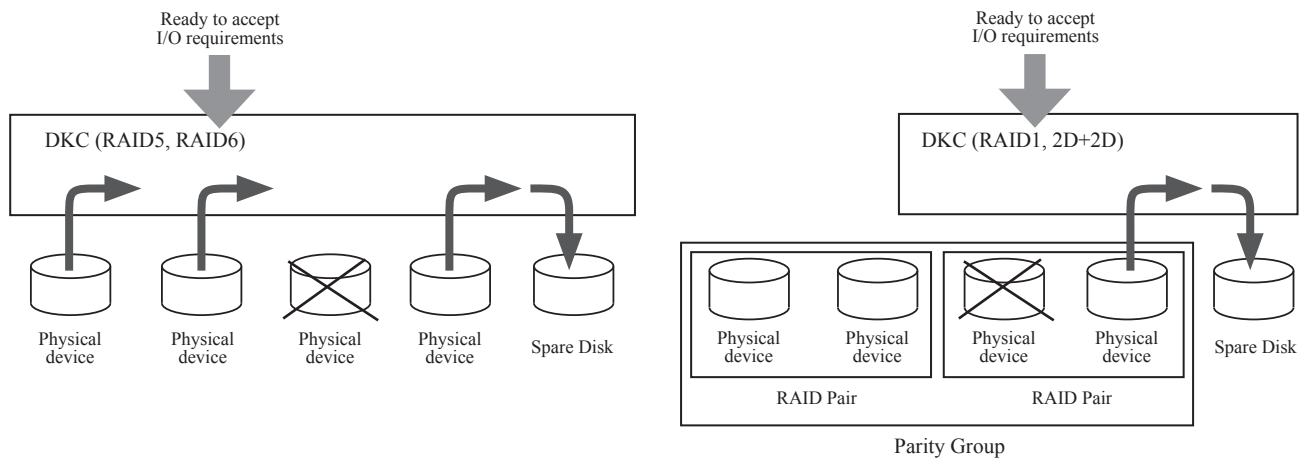 Ready to accept
I/O requirements
DKC (RAID5, RAID6)
Physical
device
Physical
device
Physical
device
Physical
device
Spare Disk
Ready to accept
I/O requirements
DKC (RAID1, 2D+2D)
Physical
device
Physical
device
Physical
device
Physical
device
Spare Disk
RAID Pair
RAID Pair
Parity Group